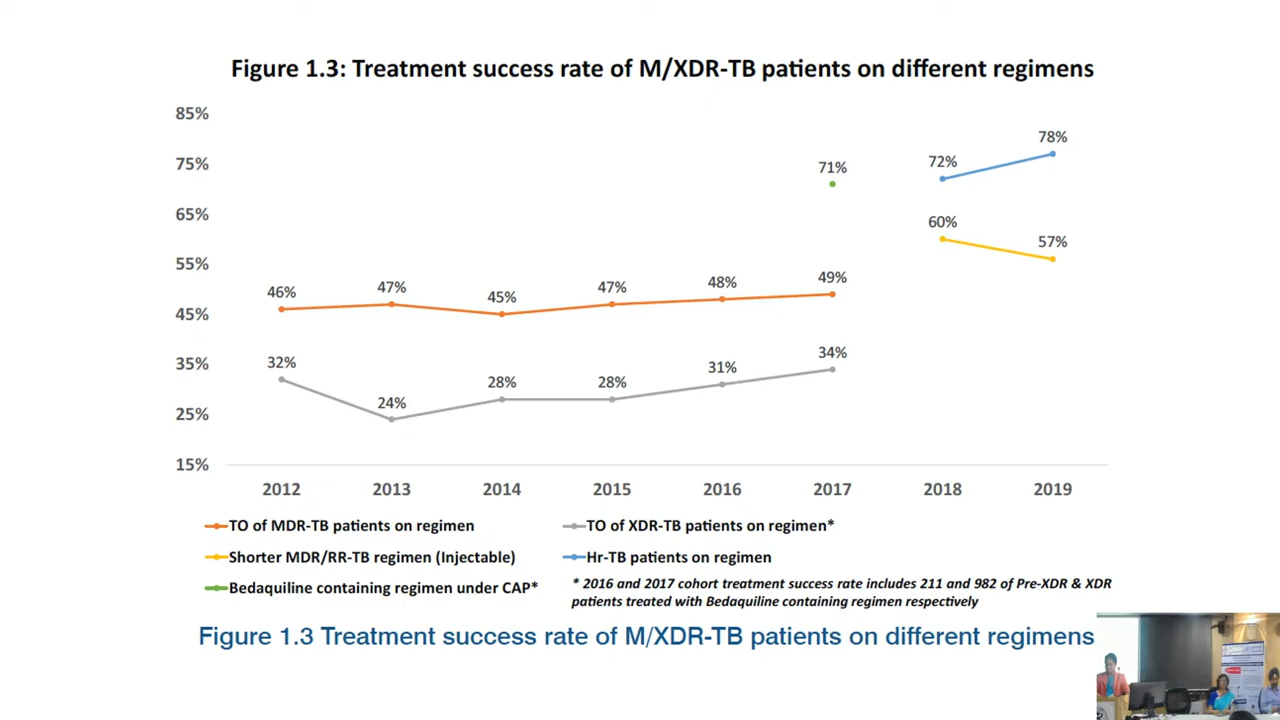 Figure 1.3: Treatment success rate of M/XDR-TB patients on different regimens
85%
75%
65%
55%
45%
35%
25%
15%
71%
72%
78%
60%
57%
46%
47%
45%
47%
48%
49%
32%
24%
28%
28%
31%
34%
2012 2013 2014 2015 2016 2017 2018 2019
TO of MDR-TB patients on regimen
TO of XDR-TB patients on regimen*
Shorter MDR/RR-TB regimen (Injectable)
Hr-TB patients on regimen
Bedaquiline containing regimen under CAP*
* 2016 and 2017 cohort treatment success rate includes 211 and 982 of Pre-XDR & XDR
patients treated with Bedaquiline containing regimen respectively
Figure 1.3 Treatment success rate of M/XDR-TB patients on different regimens